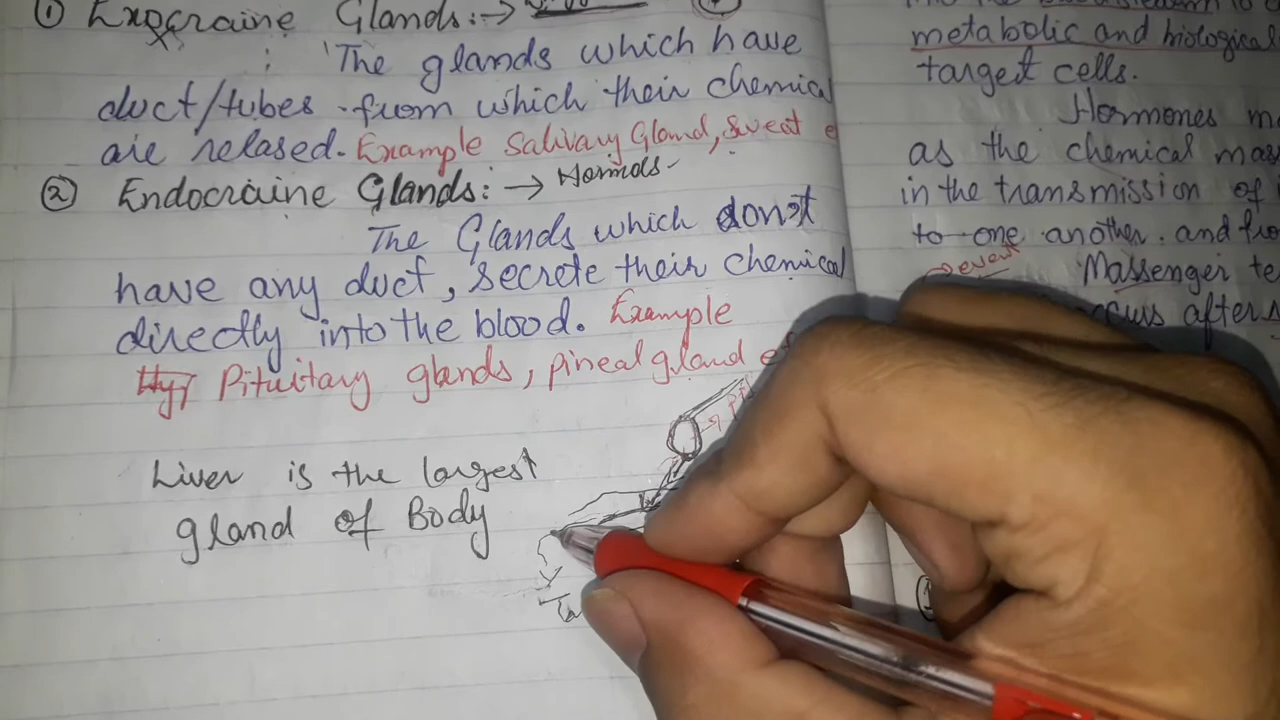 ① Exocraine Glands:→
: 'The glands which have
duct/tubes from which their chemical
are relased. Example Salivary Gland, Sweat e
② Endocraine Glands: →
The Glands which donot
have any duct, secrete their chemical
directly into the blood. Example
Pituitary glands, pineal gland
Liver is the largest
gland of Body
metabolic and biological
target cells.
Hormones
as the chemical
in the transmission of
to one another. and
event
Massenger
after